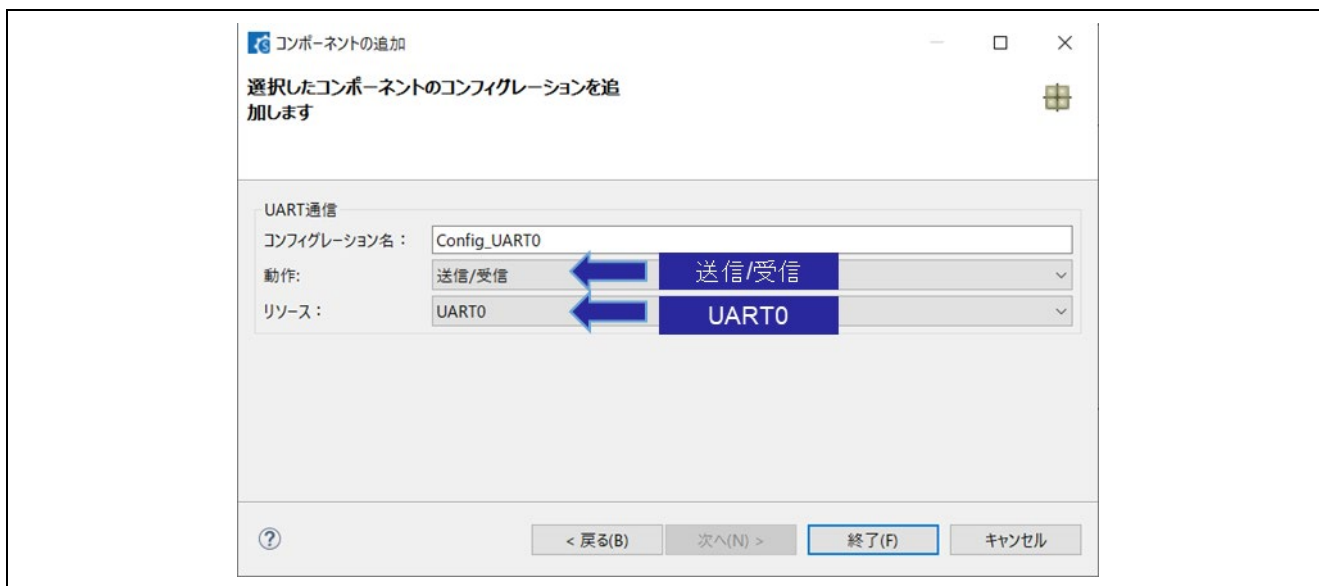 コンポーネントの追加
選択したコンポーネントのコンフィグレーションを追
加します
UART通信
コンフィグレーション名：
Config_UART0
動作:
送信/受信
送信/受信
リソース：
UART0
UART0
< 戻る(B)
次へ(N) >
終了(F)
キャンセル